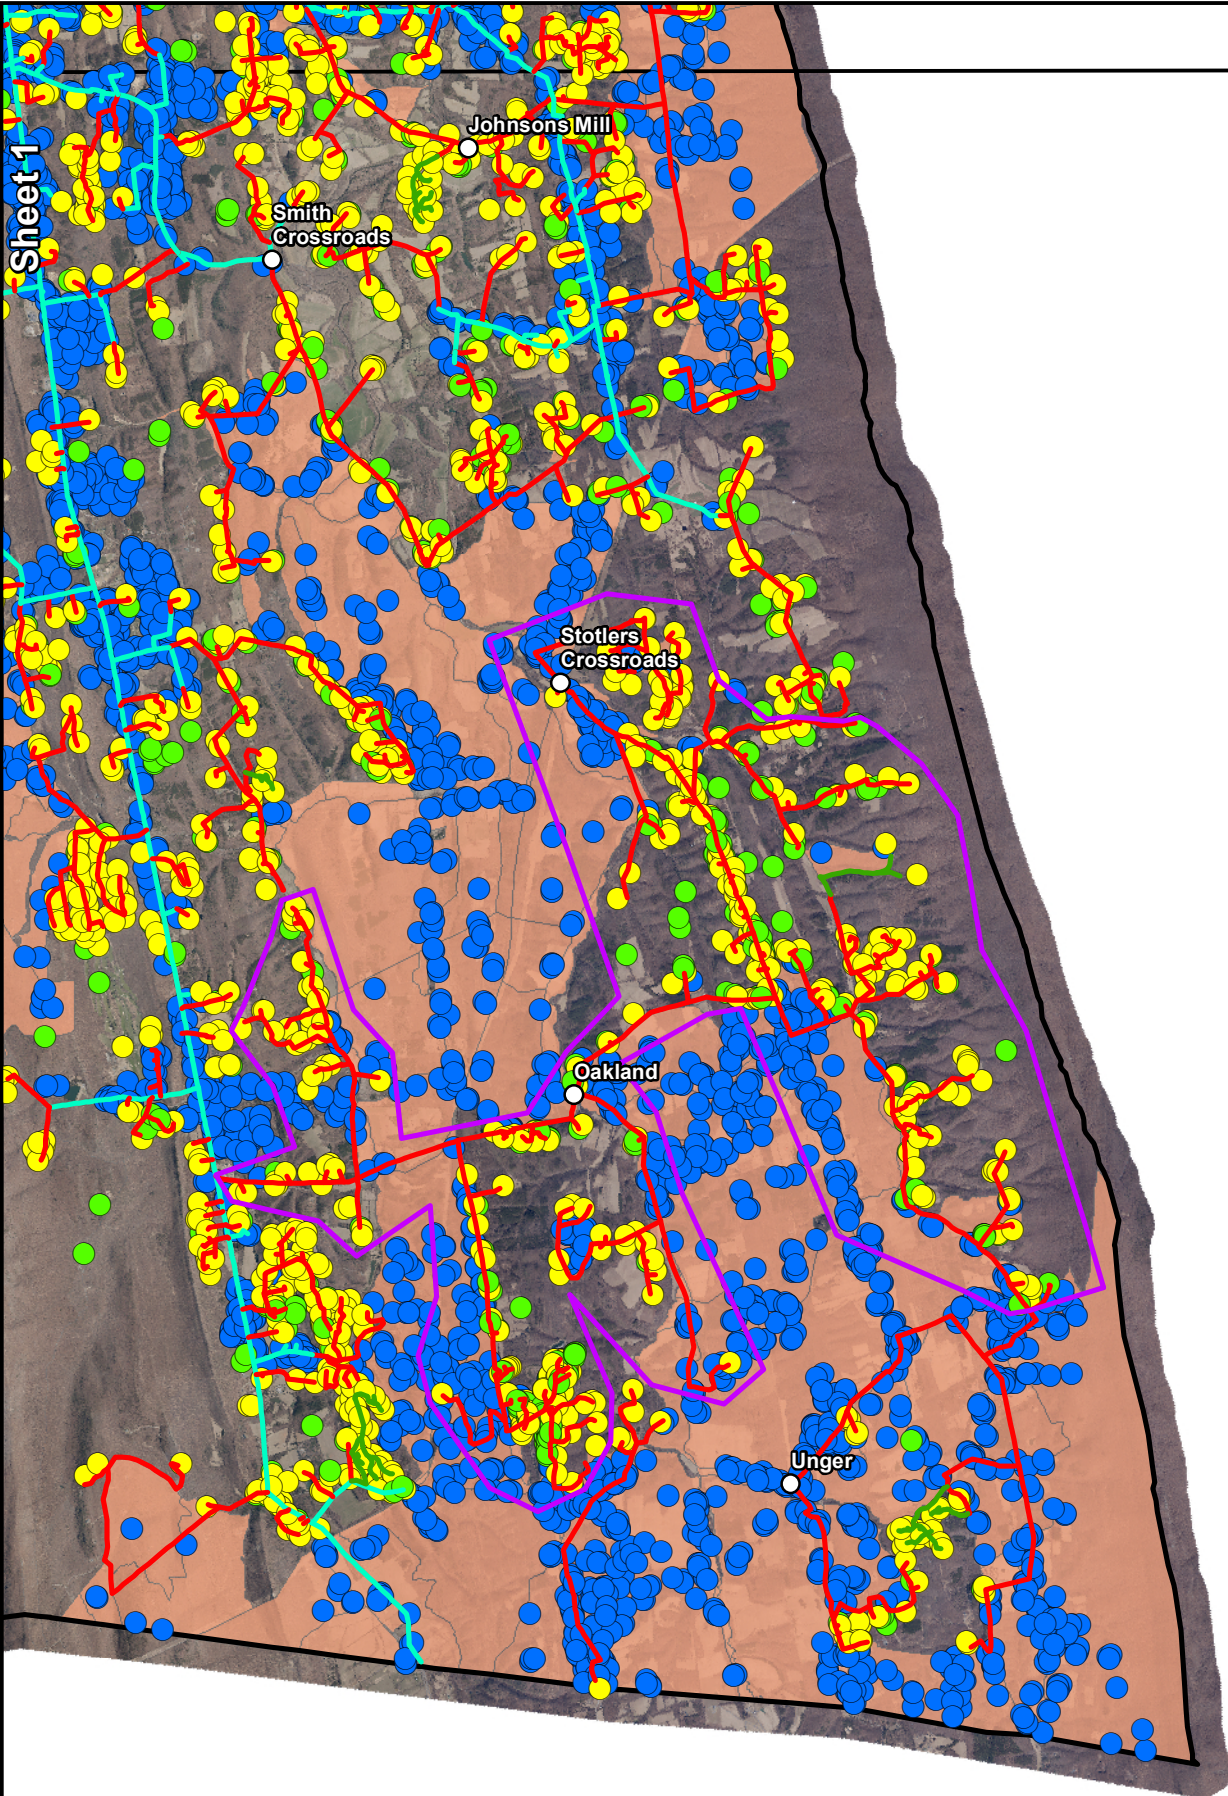 Johnsons Mill
Sheet 1
Smith
Crossroads
Stotlers
Crossroads
Oakland
Unger